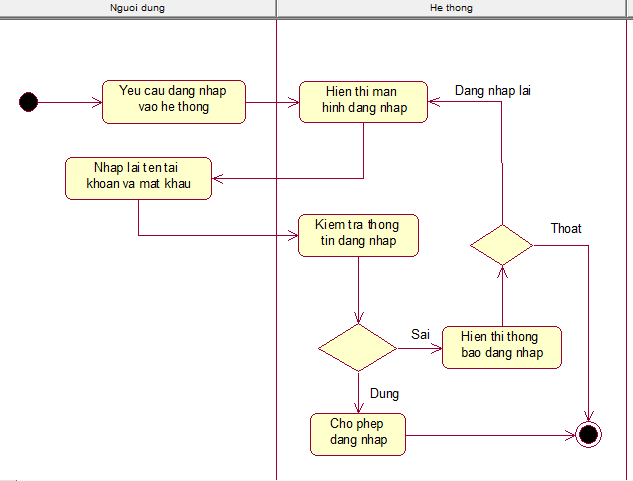 Nguoi dung
He thong
Yeu cau dang nhap
vao he thong
Hien thi man
hinh dang nhap
Dang nhap lai
Nhap lai ten tai
khoan va mat khau
Kiem tra thong
tin dang nhap
Thoat
Sai
Hien thi thong
bao dang nhap
Dung
Cho phep
dang nhap